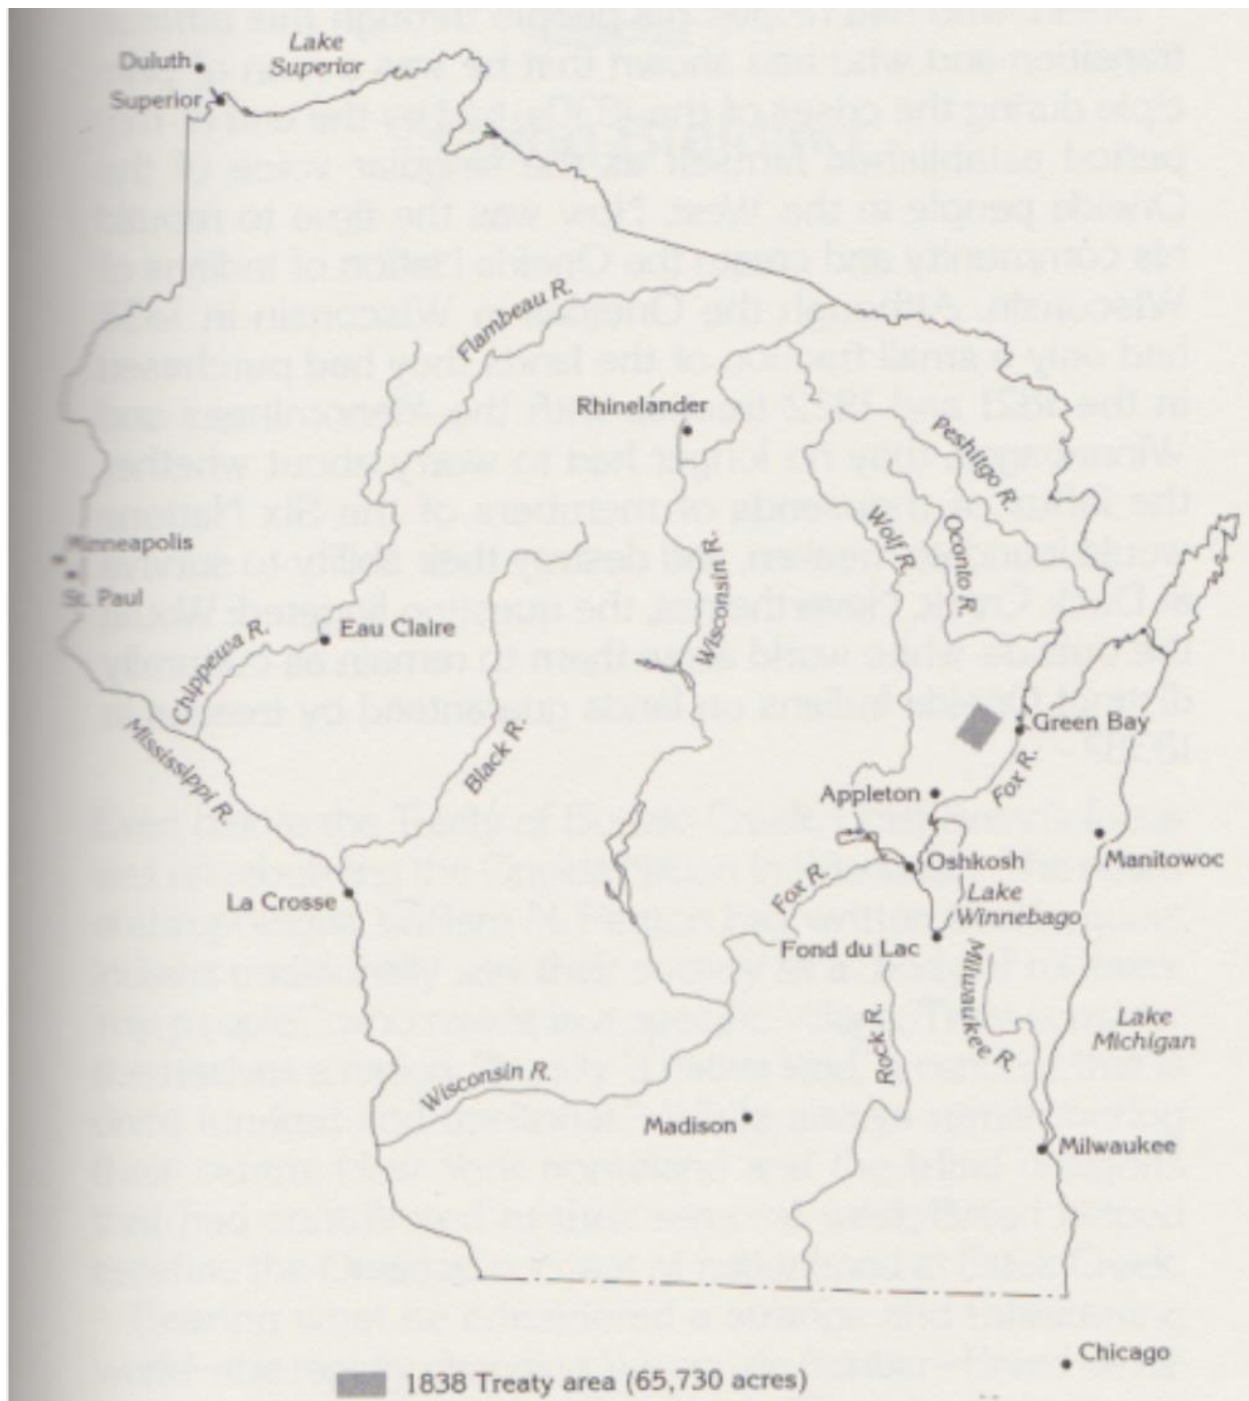 Lake
Superior
Duluth
Superior
Flambeau R.
Rhinelander
Peshtigo R.
Wolf R.
Oconto R.
Minneapolis
St. Paul
Wisconsin R.
Eau Claire
Chippewa R.
Mississippi R.
Black R.
Green Bay
Fox R.
Appleton
Oshkosh
Manitowoc
Fox R.
Lake
Winnebago
La Crosse
Fond du Lac
Milwaukee R.
Rock R.
Lake
Michigan
Wisconsin R.
Madison
Milwaukee
Chicago
1838 Treaty area (65,730 acres)